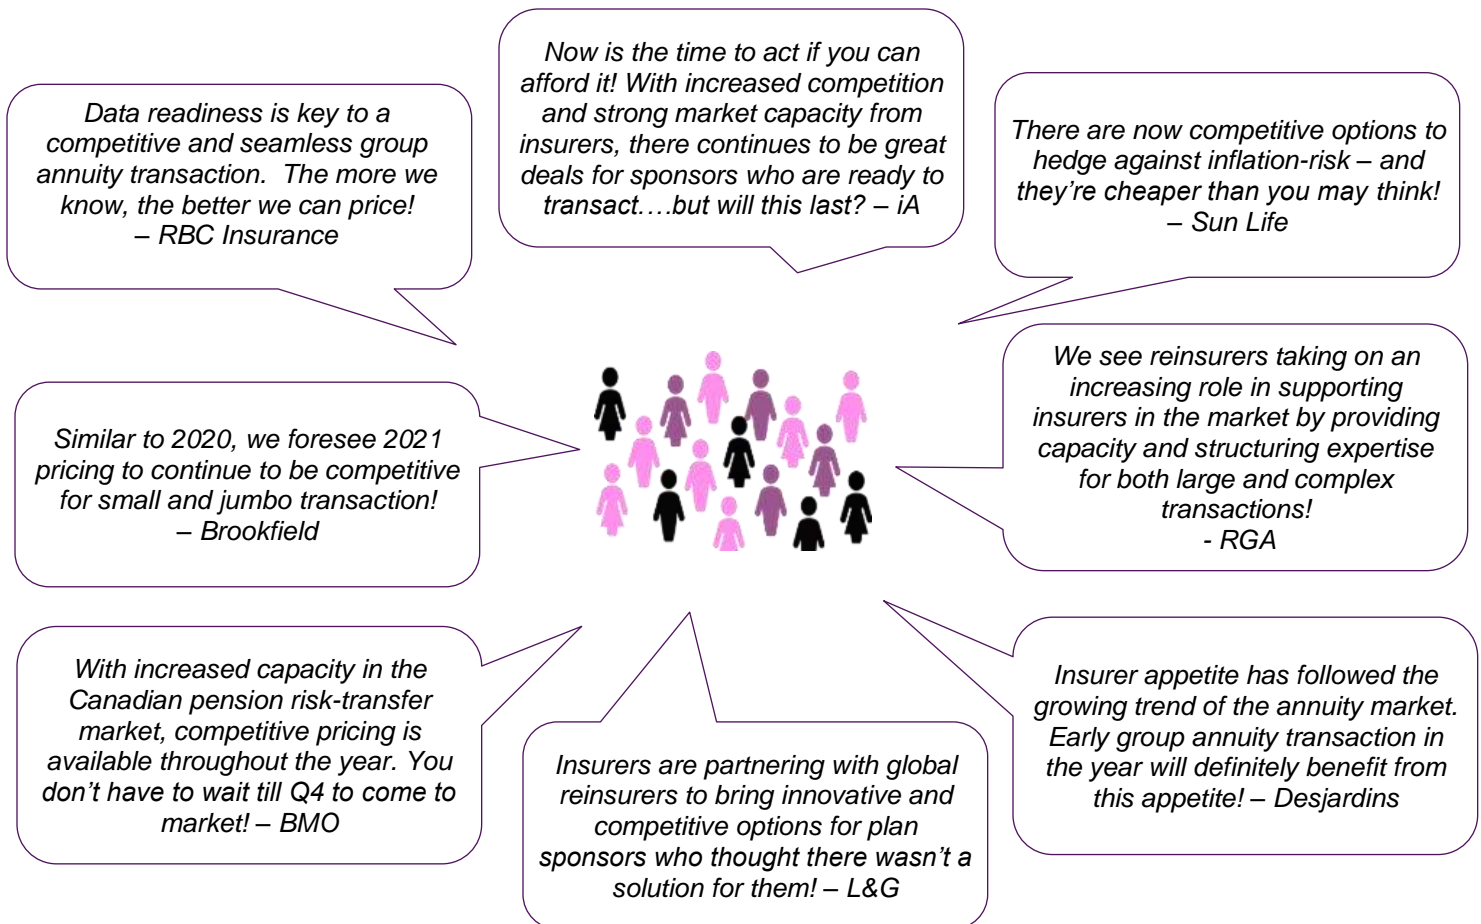 Data readiness is key to a
competitive and seamless group
annuity transaction.  The more we
know, the better we can price!
– RBC Insurance
Now is the time to act if you can
afford it! With increased competition
and strong market capacity from
insurers, there continues to be great
deals for sponsors who are ready to
transact….but will this last? – iA
There are now competitive options to
hedge against inflation-risk – and
they’re cheaper than you may think!
– Sun Life
Similar to 2020, we foresee 2021
pricing to continue to be competitive
for small and jumbo transaction!
– Brookfield
We see reinsurers taking on an
increasing role in supporting
insurers in the market by providing
capacity and structuring expertise
for both large and complex
transactions!
- RGA
With increased capacity in the
Canadian pension risk-transfer
market, competitive pricing is
available throughout the year. You
don’t have to wait till Q4 to come to
market! – BMO
Insurers are partnering with global
reinsurers to bring innovative and
competitive options for plan
sponsors who thought there wasn’t a
solution for them! – L&G
Insurer appetite has followed the
growing trend of the annuity market.
Early group annuity transaction in
the year will definitely benefit from
this appetite! – Desjardins